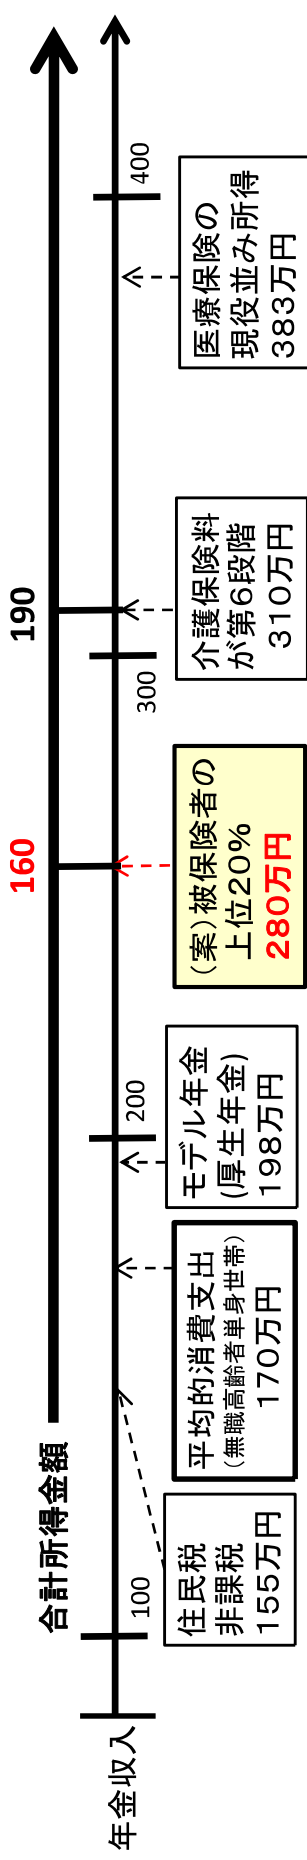 合計所得金額
160
190
年金収入
100
200
300
400
住民税
非課税
155万円
平均的消費支出
(無職高齢者単身世帯)
170万円
モデル年金
(厚生年金)
198万円
(案)被保険者の
上位20%
280万円
介護保険料
が第6段階
310万円
医療保険の
現役並み所得
383万円